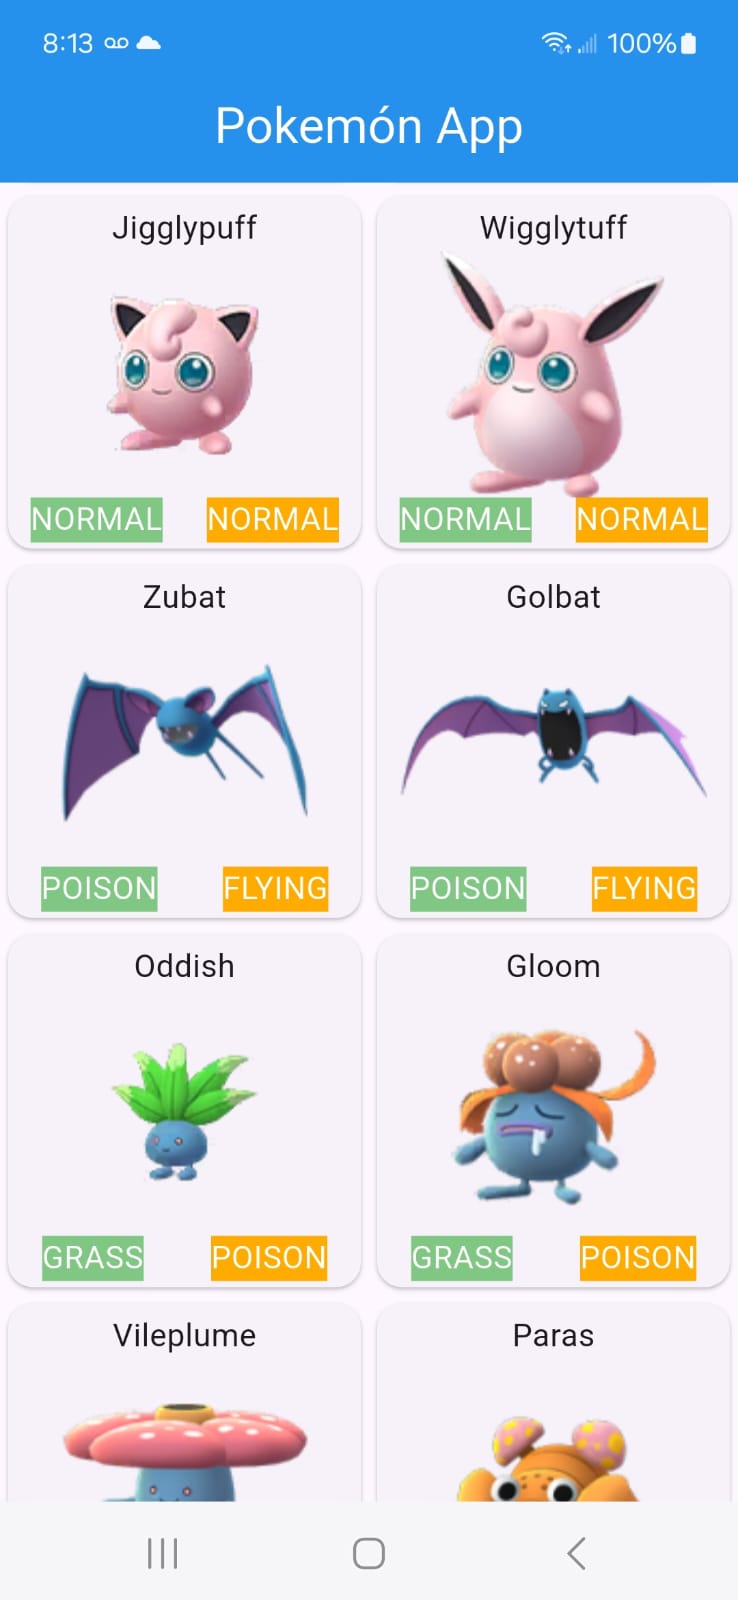 8:13 100%
Pokemón App
Jigglypuff Wigglytuff
NORMAL NORMAL NORMAL NORMAL
Zubat Golbat
POISON FLYING POISON FLYING
Oddish Gloom
GRASS POISON GRASS POISON
Vileplume Paras